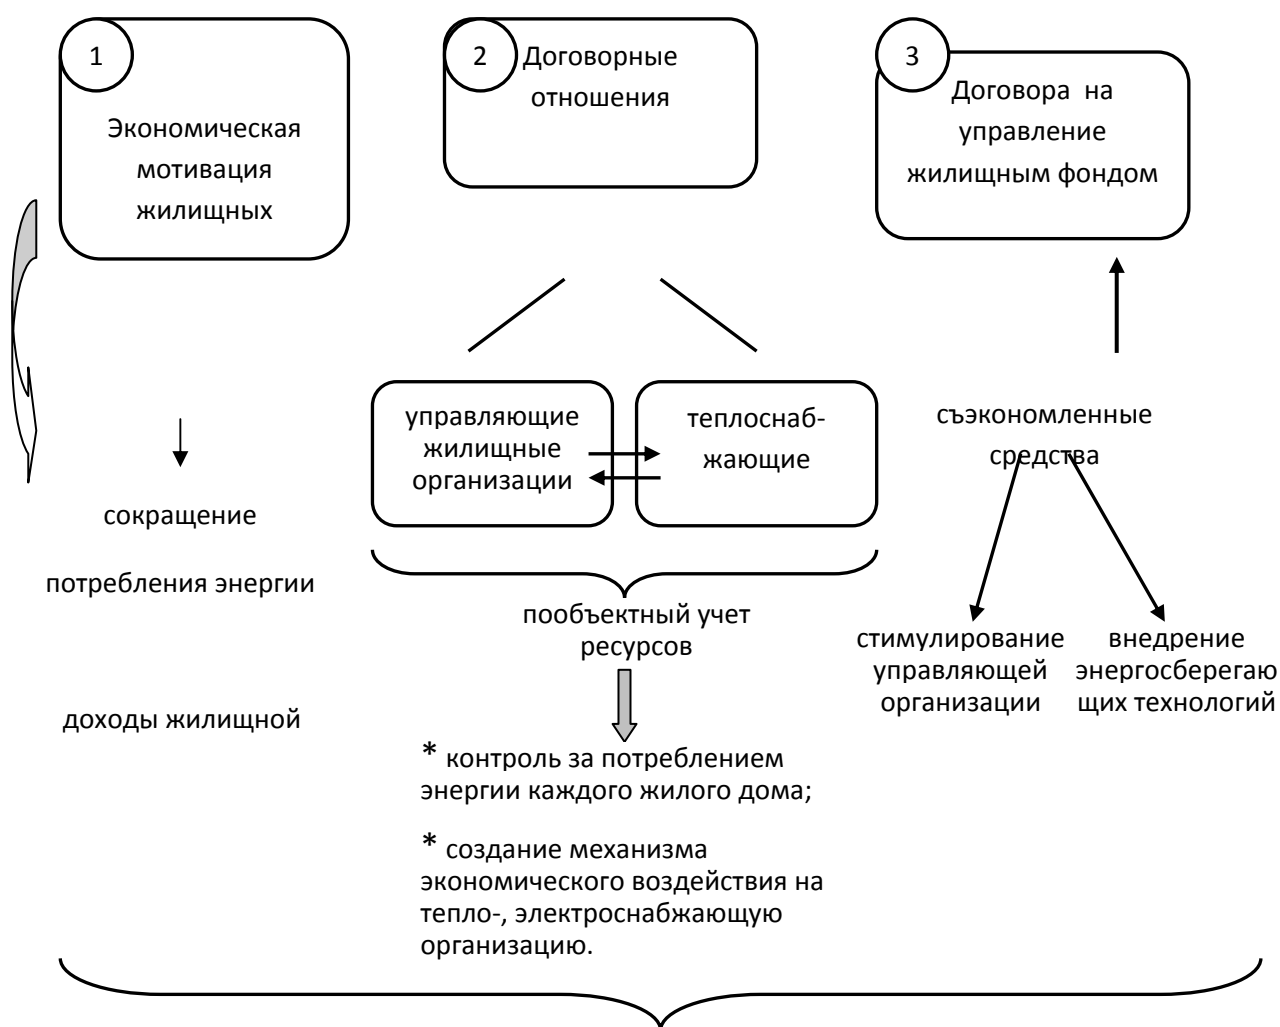 1
Экономическая
мотивация
жилищных
2
Договорные
отношения
3
Договора на
управление
жилищным фондом
управляющие
жилищные
организации
теплоснаб-
жающие
съэкономленные
средства
сокращение
потребления энергии
доходы жилищной
пообъектный учет
ресурсов
стимулирование
управляющей
организации
внедрение
энергосберегаю
щих технологий
* контроль за потреблением
энергии каждого жилого дома;
* создание механизма
экономического воздействия на
тепло-, электроснабжающую
организацию.